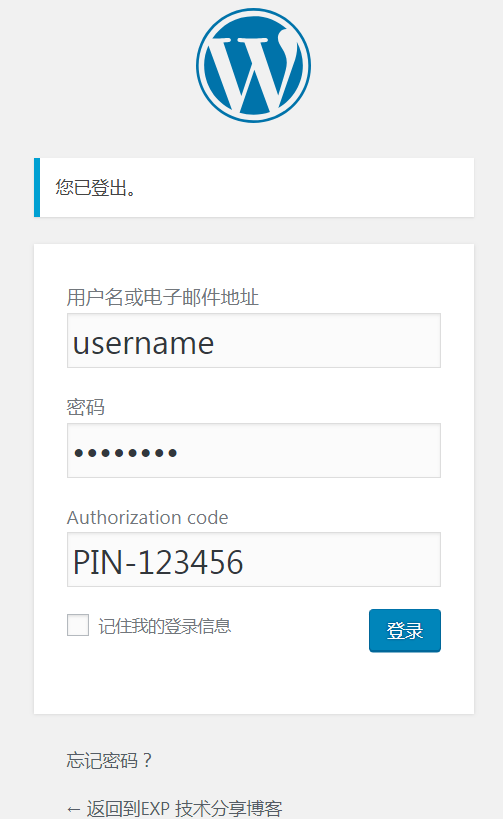 您已登出。
用户名或电子邮件地址
username
密码
••••••••
Authorization code
PIN-123456
记住我的登录信息
登录
忘记密码？
← 返回到EXP 技术分享博客